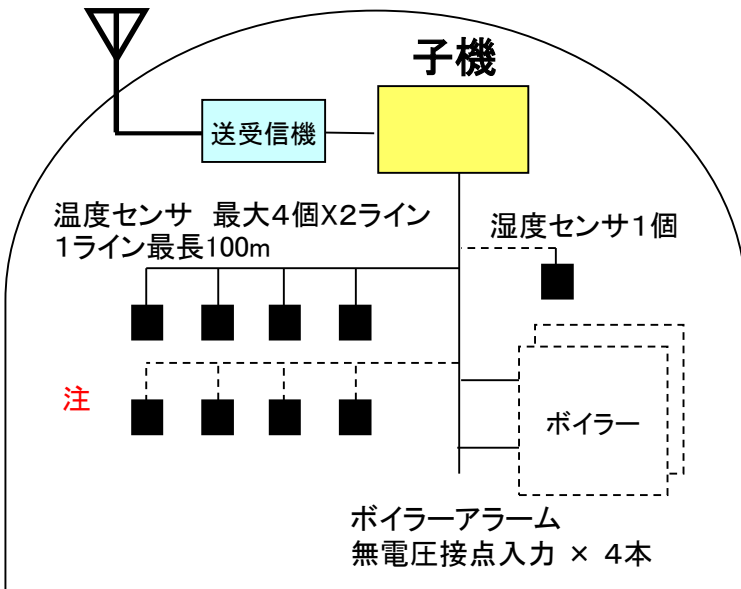 子機
送受信機
温度センサ　最大４個X２ライン
１ライン最長100m
湿度センサ１個
注
ボイラー
ボイラーアラーム
無電圧接点入力 × ４本